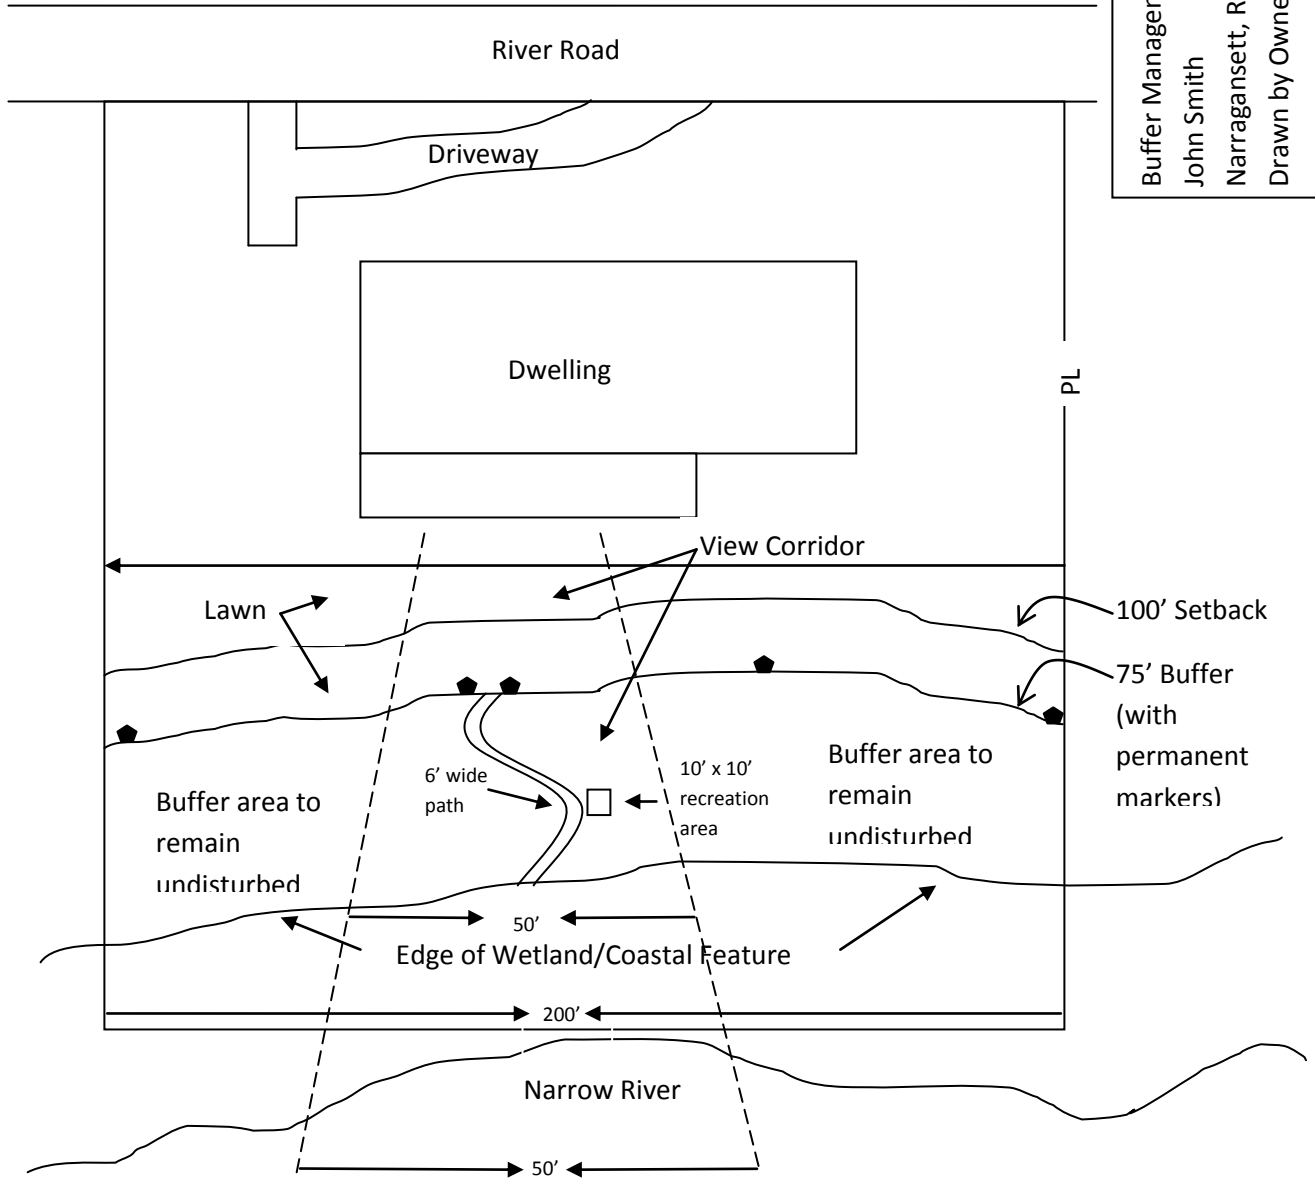 River Road
Buffer Manager
John Smith
Narragansett, R
Drawn by Owne
Driveway
Dwelling
PL
View Corridor
Lawn
100’ Setback
75’ Buffer
(with
permanent
markers)
Buffer area to
remain
undisturbed
6’ wide
path
10’ x 10’
recreation
area
Buffer area to
remain
undisturbed
50’
Edge of Wetland/Coastal Feature
200’
Narrow River
50’